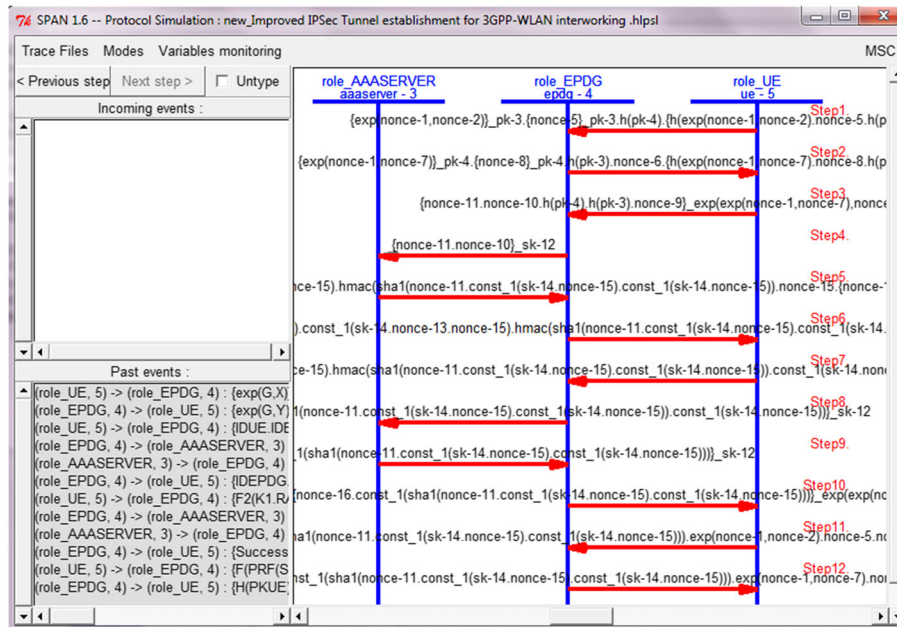 SPAN 1.6 -- Protocol Simulation : new_Improved IPSec Tunnel establishment for 3GPP-WLAN interworking .hlpsl
Trace Files Modes Variables monitoring MSC
< Previous step Next step > Untype
Incoming events :
Past events :
(role_UE, 5) -> (role_EPDG, 4) : {exp(G,X)
(role_EPDG, 4) -> (role_UE, 5) : {exp(G,Y)
(role_UE, 5) -> (role_EPDG, 4) : {IDUE.IDE
(role_EPDG, 4) -> (role_AAASERVER, 3)
(role_AAASERVER, 3) -> (role_EPDG, 4)
(role_EPDG, 4) -> (role_UE, 5) : {IDEPDG.
(role_UE, 5) -> (role_EPDG, 4) : {F2(K1.RA
(role_EPDG, 4) -> (role_AAASERVER, 3)
(role_AAASERVER, 3) -> (role_EPDG, 4)
(role_EPDG, 4) -> (role_UE, 5) : {Success
(role_UE, 5) -> (role_EPDG, 4) : {F(PRF(S
(role_EPDG, 4) -> (role_UE, 5) : {H(PKUE)
role_AAASERVER role_EPDG role_UE
aaaserver - 3 epdg - 4 ue - 5
Step1.
{exp(nonce-1,nonce-2)}_pk-3.{nonce-5}_pk-3.h(pk-4).{h(exp(nonce-1,nonce-2).nonce-5.h(p
Step2.
{exp(nonce-1,nonce-7)}_pk-4.{nonce-8}_pk-4.h(pk-3).nonce-6.{h(exp(nonce-1,nonce-7).nonce-8.h(
Step3.
{nonce-11.nonce-10.h(pk-4).h(pk-3).nonce-9}_exp(exp(nonce-1,nonce-7),nonce
Step4.
{nonce-11.nonce-10}_sk-12
Step5.
nce-15).hmac(sha1(nonce-11.const_1(sk-14.nonce-15).const_1(sk-14.nonce-15)).nonce-15.{nonce-1
Step6.
).const_1(sk-14.nonce-13.nonce-15).hmac(sha1(nonce-11.const_1(sk-14.nonce-15).const_1(sk-14.
Step7.
ce-15).hmac(sha1(nonce-11.const_1(sk-14.nonce-15).const_1(sk-14.nonce-15)).const_1(sk-14.non
Step8.
1(nonce-11.const_1(sk-14.nonce-15).const_1(sk-14.nonce-15)).const_1(sk-14.nonce-15))}_sk-12
Step9.
_1(sha1(nonce-11.const_1(sk-14.nonce-15).const_1(sk-14.nonce-15)))}_sk-12
Step10.
{nonce-16.const_1(sha1(nonce-11.const_1(sk-14.nonce-15).const_1(sk-14.nonce-15)))}_exp(exp(no
Step11.
ha1(nonce-11.const_1(sk-14.nonce-15).const_1(sk-14.nonce-15))).exp(nonce-1,nonce-2).nonce-5.no
Step12.
nst_1(sha1(nonce-11.const_1(sk-14.nonce-15).const_1(sk-14.nonce-15))).exp(nonce-1,nonce-7).non